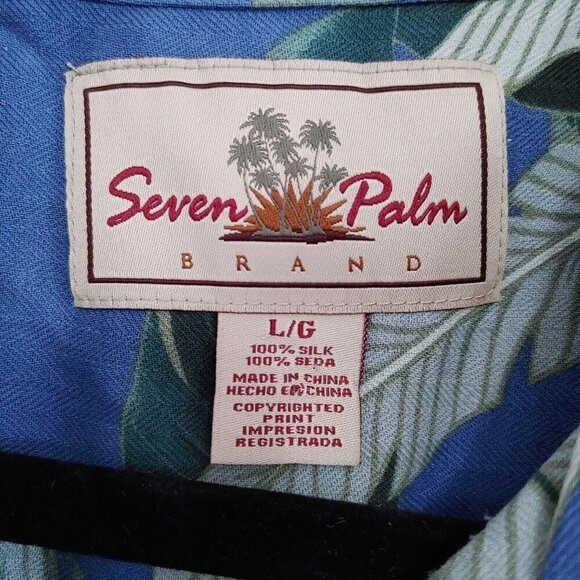 Seven Palm
BRAND
L/G
100% SILK
100% SEDA
MADE IN CHINA
HECHO EN CHINA
COPYRIGHTED
PRINT
IMPRESION
REGISTRADA